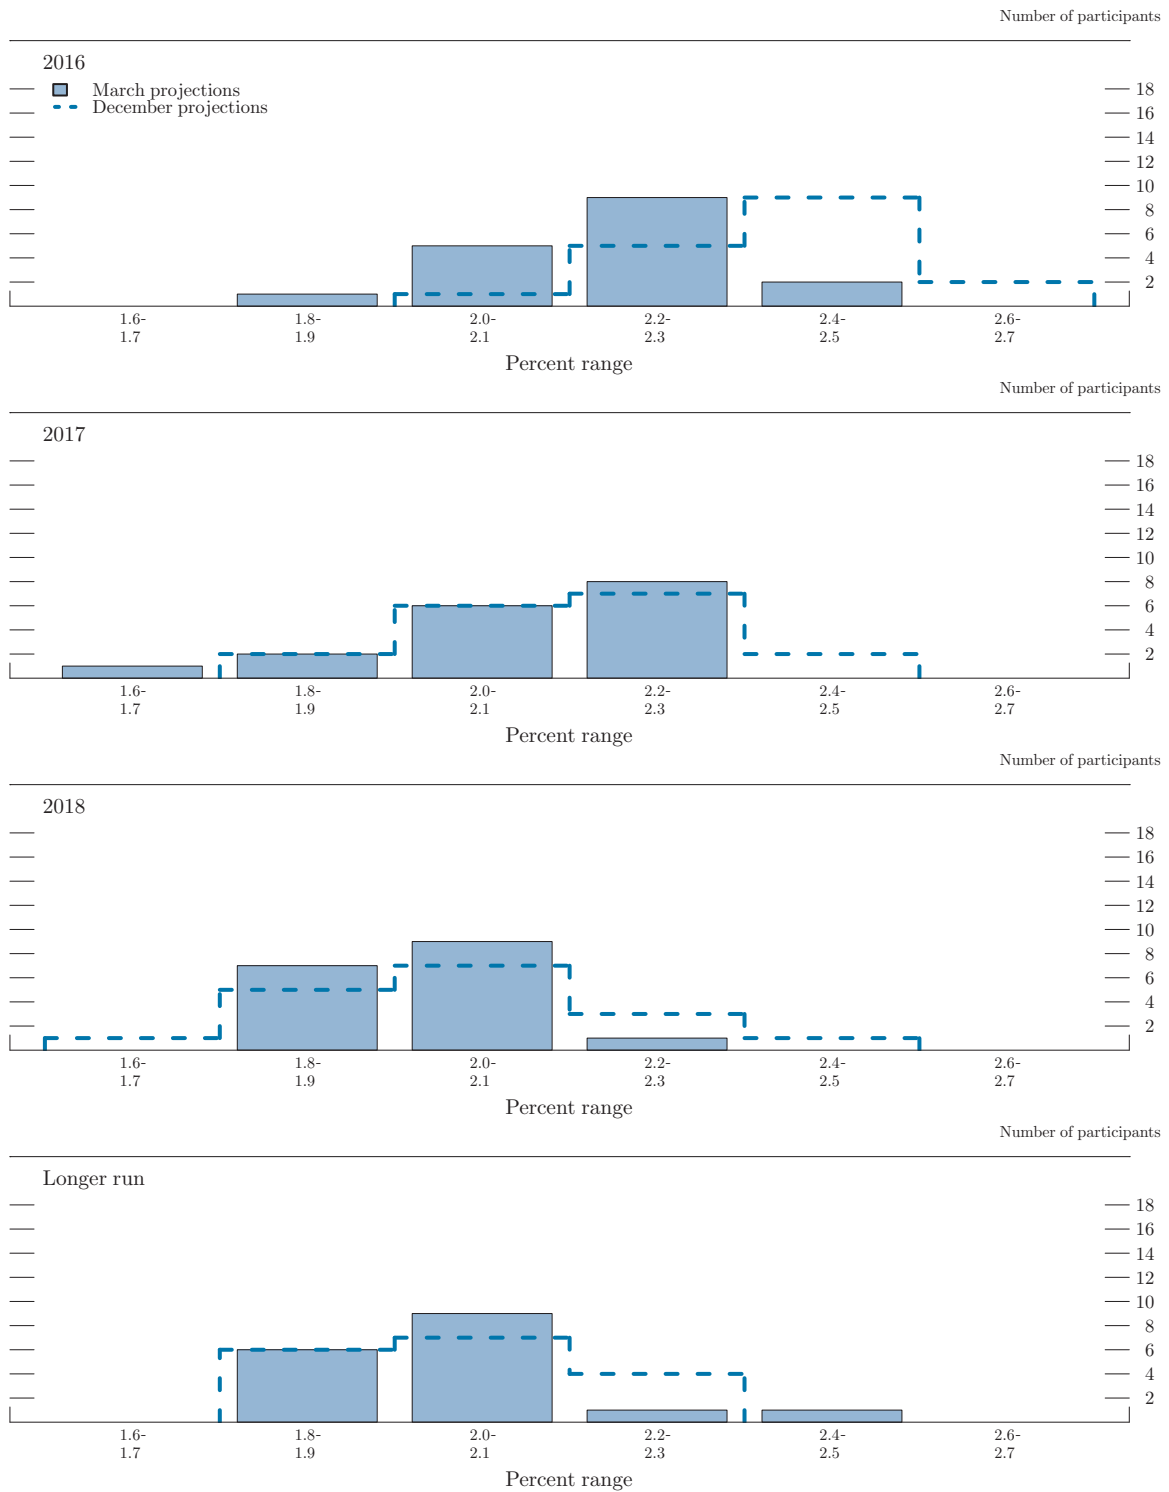 Number of participants
2016
March projections
December projections
18
16
14
12
10
8
6
4
2
1.6- 1.8- 2.0- 2.2- 2.4- 2.6-
1.7 1.9 2.1 2.3 2.5 2.7
Percent range
Number of participants
2017
18
16
14
12
10
8
6
4
2
1.6- 1.8- 2.0- 2.2- 2.4- 2.6-
1.7 1.9 2.1 2.3 2.5 2.7
Percent range
Number of participants
2018
18
16
14
12
10
8
6
4
2
1.6- 1.8- 2.0- 2.2- 2.4- 2.6-
1.7 1.9 2.1 2.3 2.5 2.7
Percent range
Number of participants
Longer run
18
16
14
12
10
8
6
4
2
1.6- 1.8- 2.0- 2.2- 2.4- 2.6-
1.7 1.9 2.1 2.3 2.5 2.7
Percent range